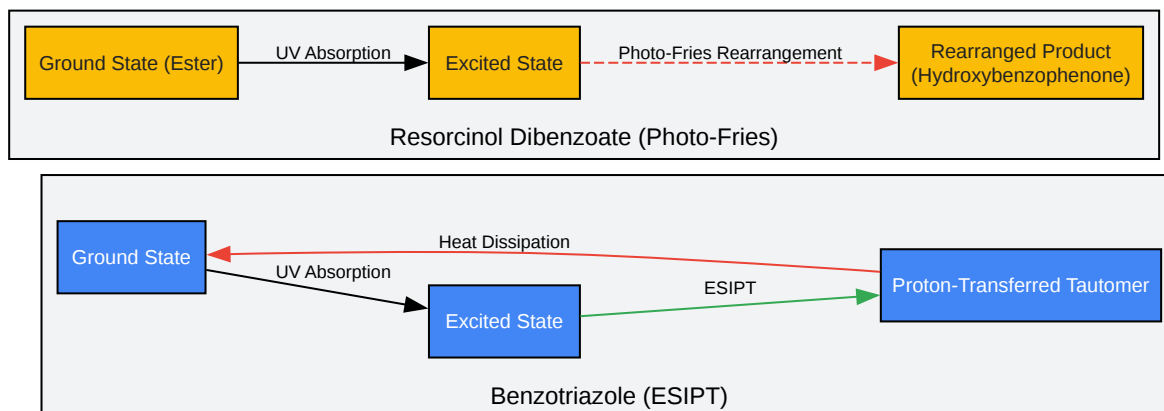 Ground State (Ester)
UV Absorption
Excited State
Photo-Fries Rearrangement
Rearranged Product
(Hydroxybenzophenone)
Resorcinol Dibenzoate (Photo-Fries)
Ground State
Heat Dissipation
UV Absorption
Excited State
ESIPT
Proton-Transferred Tautomer
Benzotriazole (ESIPT)